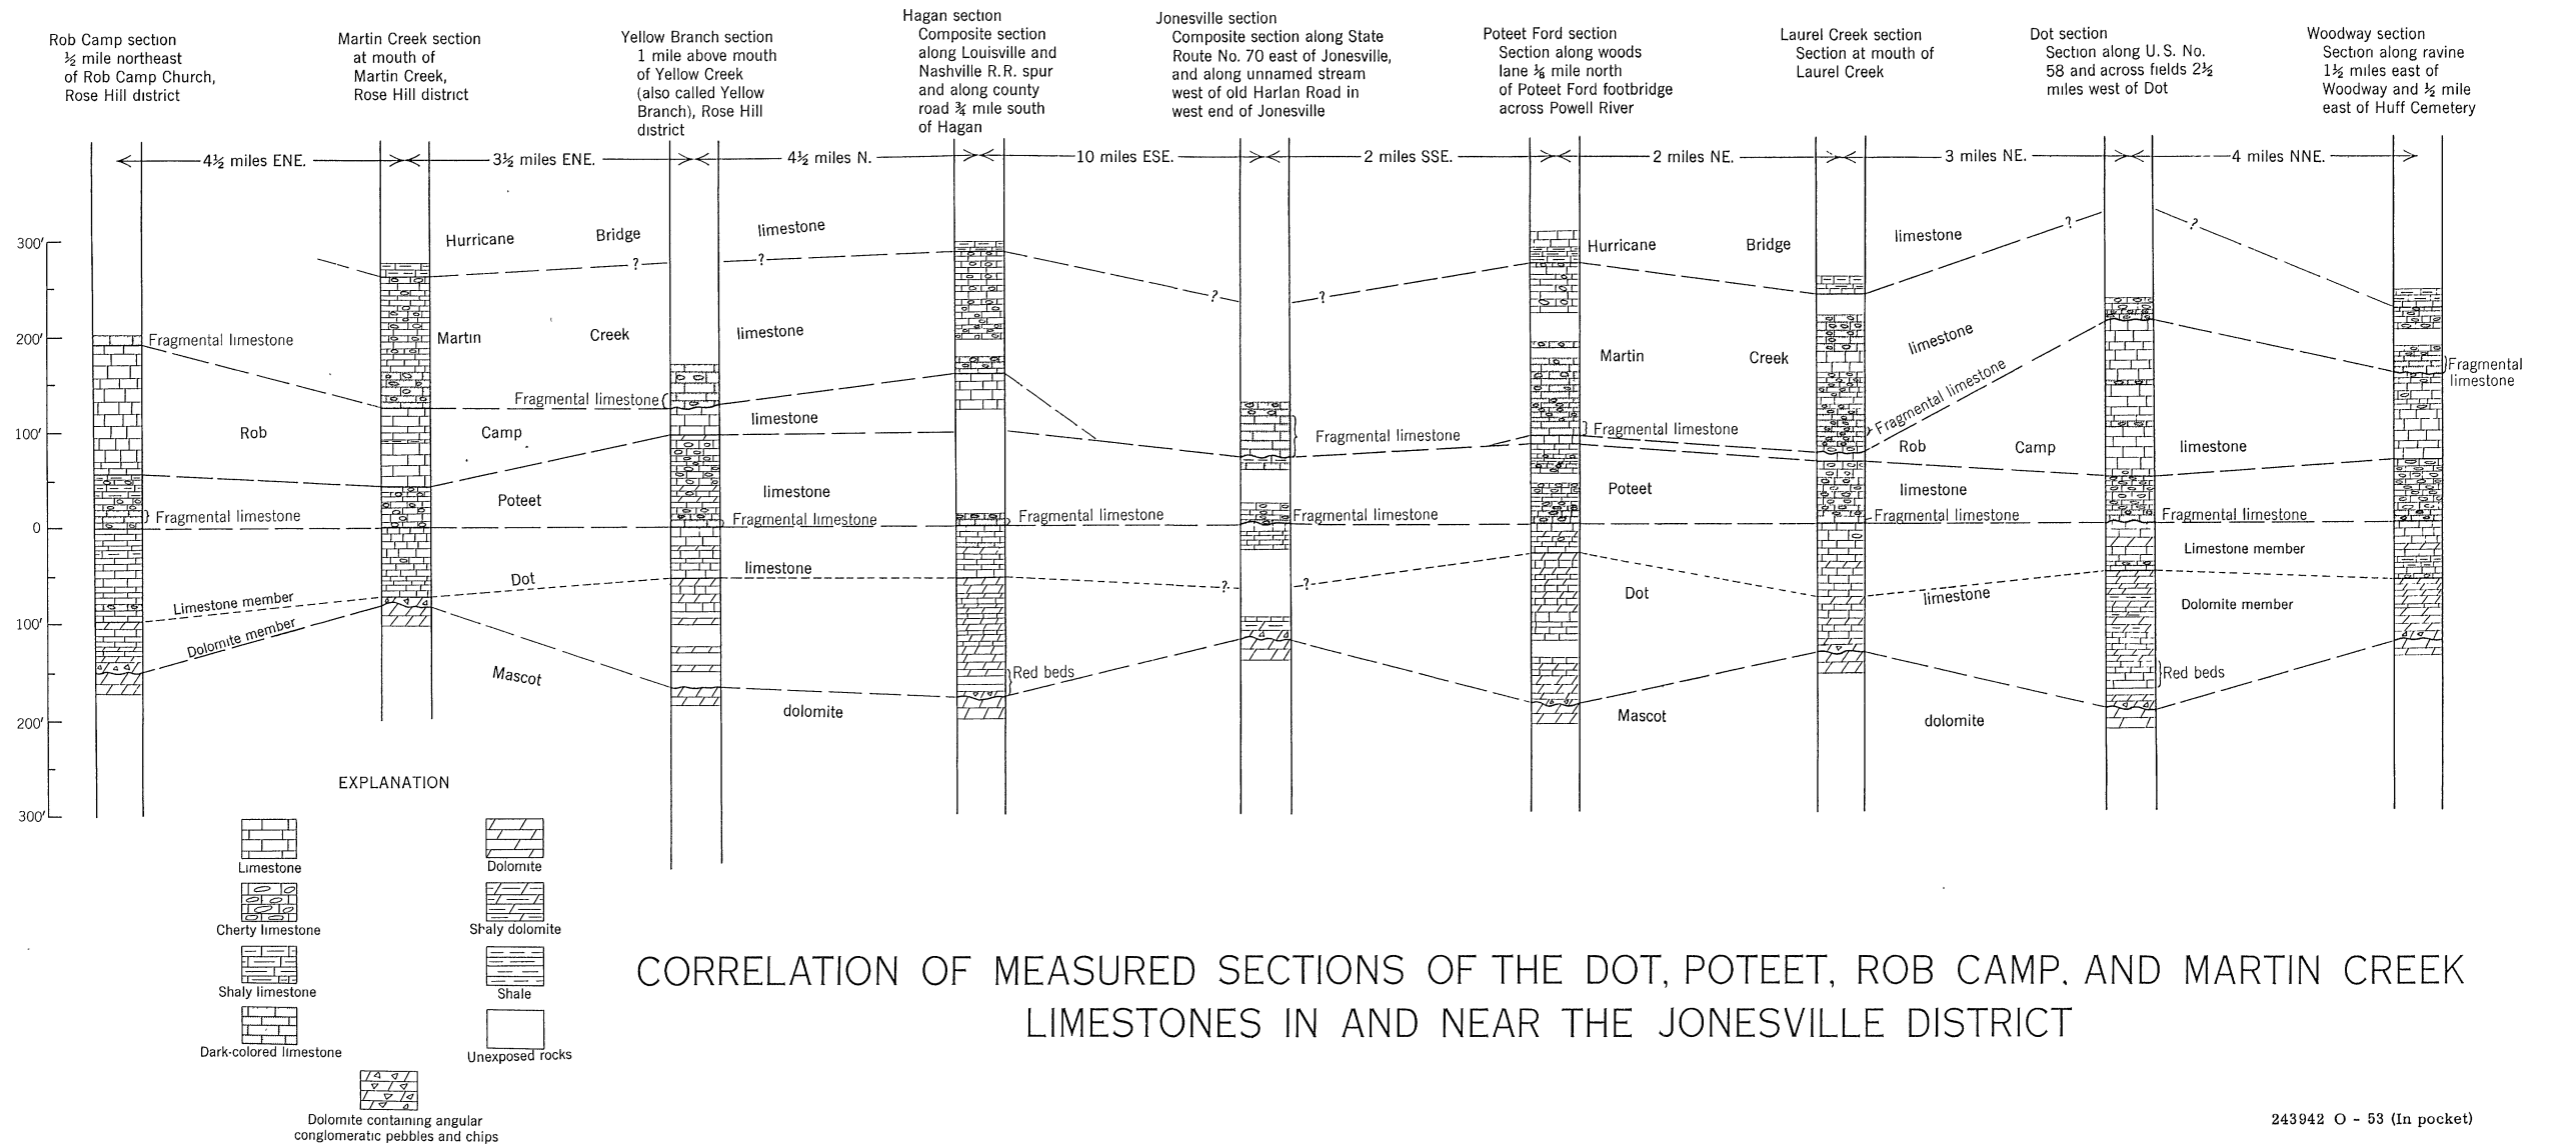 Rob Camp section
½ mile northeast
of Rob Camp Church,
Rose Hill district
Martin Creek section
at mouth of
Martin Creek,
Rose Hill district
Yellow Branch section
1 mile above mouth
of Yellow Creek
(also called Yellow
Branch), Rose Hill
district
Hagan section
Composite section
along Louisville and
Nashville R.R. spur
and along county
road ¾ mile south
of Hagan
Jonesville section
Composite section along State
Route No. 70 east of Jonesville,
and along unnamed stream
west of old Harlan Road in
west end of Jonesville
Poteet Ford section
Section along woods
lane ⅛ mile north
of Poteet Ford footbridge
across Powell River
Laurel Creek section
Section at mouth of
Laurel Creek
Dot section
Section along U.S. No.
58 and across fields 2½
miles west of Dot
Woodway section
Section along ravine
1½ miles east of
Woodway and ½ mile
east of Huff Cemetery
4½ miles ENE.
3½ miles ENE.
4½ miles N.
10 miles ESE.
2 miles SSE.
2 miles NE.
3 miles NE.
4 miles NNE.
300′
200′
100′
0
100′
200′
300′
Hurricane Bridge limestone
Hurricane Bridge limestone
? ? ? ? ? ?
Fragmental limestone
Martin Creek limestone
Martin Creek limestone
Fragmental limestone
Fragmental limestone
Fragmental limestone
Fragmental limestone
Fragmental
limestone
Rob Camp limestone
Rob Camp limestone
Poteet limestone
Poteet limestone
Fragmental limestone
Fragmental limestone
Fragmental limestone
Fragmental limestone
Fragmental limestone
Fragmental limestone
Limestone member
Dot limestone
? ?
Dot limestone
Limestone member
Dolomite member
Dolomite member
Red beds
Red beds
Mascot dolomite
Mascot dolomite
EXPLANATION
Limestone
Dolomite
Cherty limestone
Shaly dolomite
Shaly limestone
Shale
Dark-colored limestone
Unexposed rocks
Dolomite containing angular
conglomeratic pebbles and chips
CORRELATION OF MEASURED SECTIONS OF THE DOT, POTEET, ROB CAMP, AND MARTIN CREEK
LIMESTONES IN AND NEAR THE JONESVILLE DISTRICT
243942 O - 53 (In pocket)